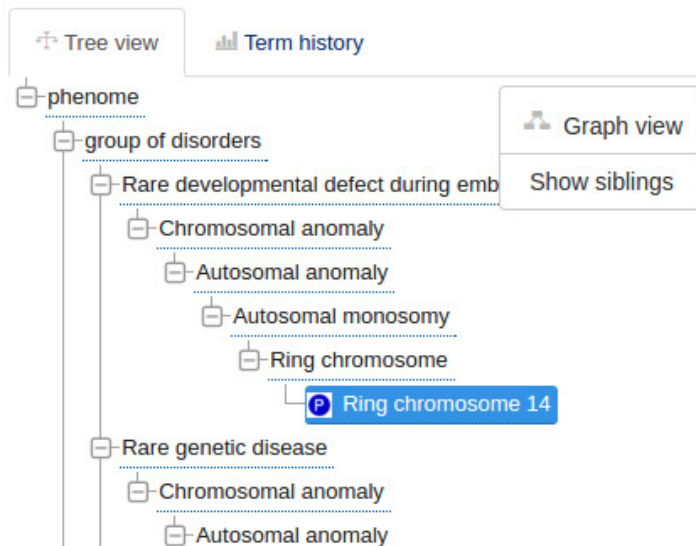 Tree view Term history
phenome
Graph view
group of disorders
Rare developmental defect during emb
Show siblings
Chromosomal anomaly
Autosomal anomaly
Autosomal monosomy
Ring chromosome
P Ring chromosome 14
Rare genetic disease
Chromosomal anomaly
Autosomal anomaly